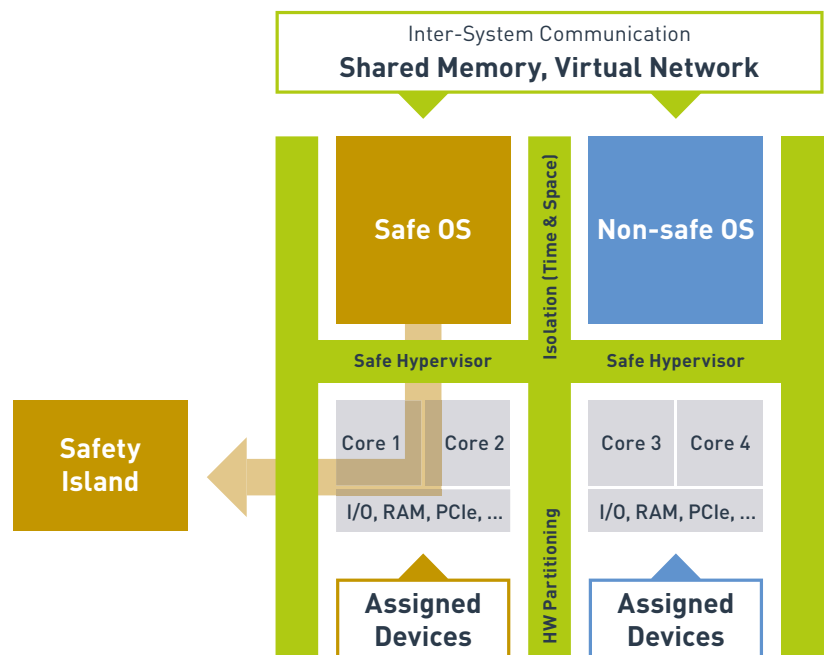 Inter-System Communication
Shared Memory, Virtual Network
Safe OS
Isolation (Time & Space)
Non-safe OS
Safe Hypervisor
Safe Hypervisor
Safety
Island
Core 1
Core 2
Core 3
Core 4
I/O, RAM, PCIe, ...
I/O, RAM, PCIe, ...
HW Partitioning
Assigned
Devices
Assigned
Devices